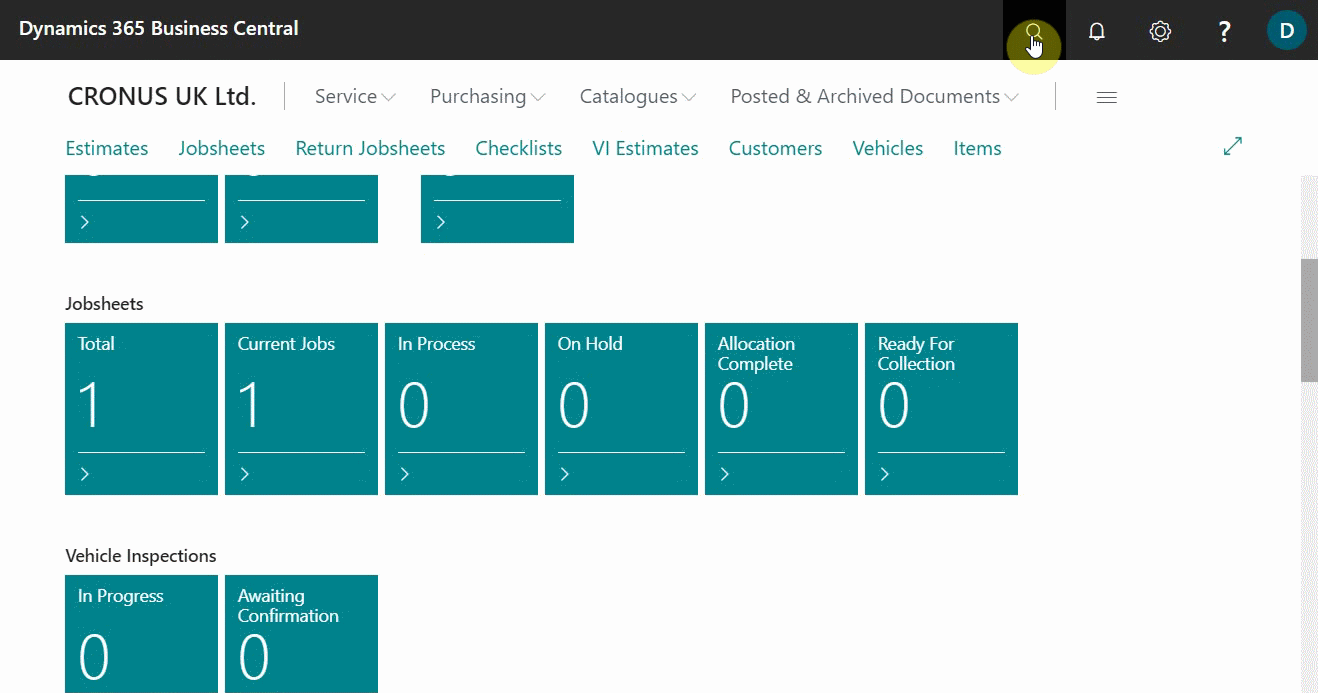 Dynamics 365 Business Central
?
D
CRONUS UK Ltd.
Service
Purchasing
Catalogues
Posted & Archived Documents
Estimates
Jobsheets
Return Jobsheets
Checklists
VI Estimates
Customers
Vehicles
Items
Jobsheets
Total
1
Current Jobs
1
In Process
0
On Hold
0
Allocation
Complete
0
Ready For
Collection
0
Vehicle Inspections
In Progress
0
Awaiting
Confirmation
0